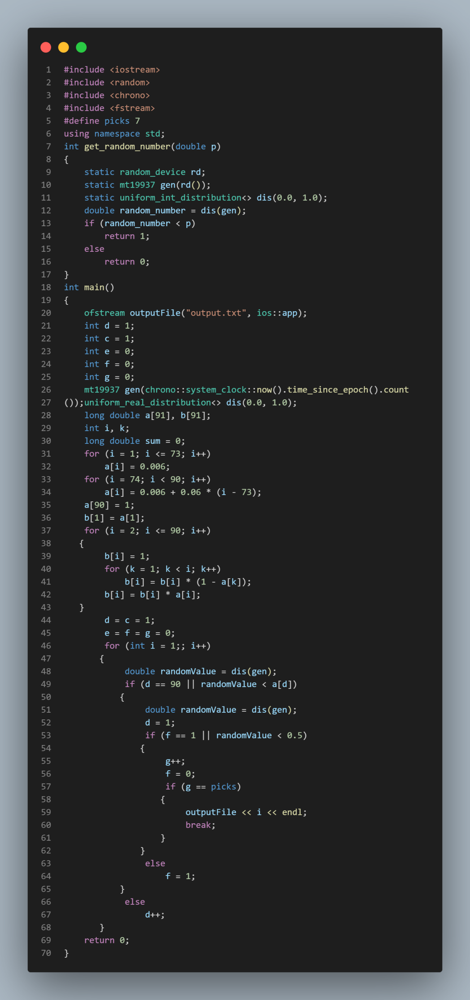 1 #include <iostream>
2 #include <random>
3 #include <chrono>
4 #include <fstream>
5 #define picks 7
6 using namespace std;
7 int get_random_number(double p)
8 {
9     static random_device rd;
10     static mt19937 gen(rd());
11     static uniform_int_distribution<> dis(0.0, 1.0);
12     double random_number = dis(gen);
13     if (random_number < p)
14         return 1;
15     else
16         return 0;
17 }
18 int main()
19 {
20     ofstream outputFile("output.txt", ios::app);
21     int d = 1;
22     int c = 1;
23     int e = 0;
24     int f = 0;
25     int g = 0;
26     mt19937 gen(chrono::system_clock::now().time_since_epoch().count
27 ());uniform_real_distribution<> dis(0.0, 1.0);
28     long double a[91], b[91];
29     int i, k;
30     long double sum = 0;
31     for (i = 1; i <= 73; i++)
32         a[i] = 0.006;
33     for (i = 74; i < 90; i++)
34         a[i] = 0.006 + 0.06 * (i - 73);
35     a[90] = 1;
36     b[1] = a[1];
37     for (i = 2; i <= 90; i++)
38    {
39         b[i] = 1;
40         for (k = 1; k < i; k++)
41             b[i] = b[i] * (1 - a[k]);
42         b[i] = b[i] * a[i];
43    }
44         d = c = 1;
45         e = f = g = 0;
46         for (int i = 1;; i++)
47        {
48             double randomValue = dis(gen);
49             if (d == 90 || randomValue < a[d])
50            {
51                 double randomValue = dis(gen);
52                 d = 1;
53                 if (f == 1 || randomValue < 0.5)
54                {
55                     g++;
56                     f = 0;
57                     if (g == picks)
58                    {
59                         outputFile << i << endl;
60                         break;
61                    }
62                }
63                 else
64                     f = 1;
65            }
66             else
67                 d++;
68        }
69     return 0;
70 }